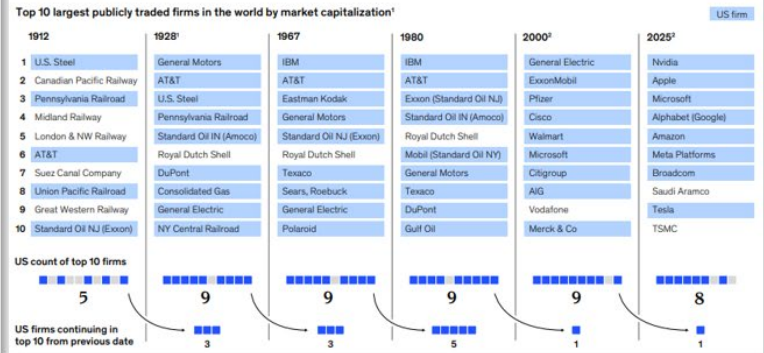 Top 10 largest publicly traded firms in the world by market capitalization¹
US firm
1912 1928¹ 1967 1980 2000² 2025²
1 U.S. Steel General Motors IBM IBM General Electric Nvidia
2 Canadian Pacific Railway AT&T AT&T AT&T ExxonMobil Apple
3 Pennsylvania Railroad U.S. Steel Eastman Kodak Exxon (Standard Oil NJ) Pfizer Microsoft
4 Midland Railway Pennsylvania Railroad General Motors Standard Oil IN (Amoco) Cisco Alphabet (Google)
5 London & NW Railway Standard Oil IN (Amoco) Standard Oil NJ (Exxon) Royal Dutch Shell Walmart Amazon
6 AT&T Royal Dutch Shell Royal Dutch Shell Mobil (Standard Oil NY) Microsoft Meta Platforms
7 Suez Canal Company DuPont Texaco General Motors Citigroup Broadcom
8 Union Pacific Railroad Consolidated Gas Sears, Roebuck Texaco AIG Saudi Aramco
9 Great Western Railway General Electric General Electric DuPont Vodafone Tesla
10 Standard Oil NJ (Exxon) NY Central Railroad Polaroid Gulf Oil Merck & Co TSMC
US count of top 10 firms
5 9 9 9 9 8
US firms continuing in
top 10 from previous date
3 3 5 1 1